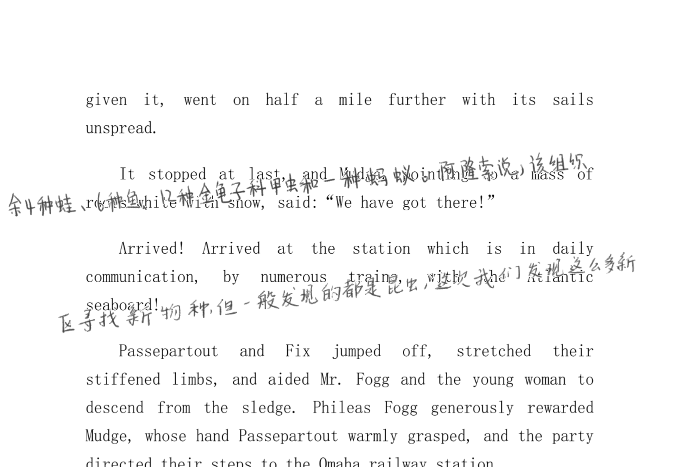 given it, went on half a mile further with its sails
unspread.
It stopped at last, and Mudge, pointing to a mass of
余4种蛙、6种鱼、12种金龟子科甲虫和一种蚂蚁。阿隆索说,该组织
roofs white with snow, said: “We have got there!”
Arrived! Arrived at the station which is in daily
communication, by numerous trains, with the Atlantic
区寻找新物种,但一般发现的都是昆虫,这次我们发现这么多新
seaboard!
Passepartout and Fix jumped off, stretched their
stiffened limbs, and aided Mr. Fogg and the young woman to
descend from the sledge. Phileas Fogg generously rewarded
Mudge, whose hand Passepartout warmly grasped, and the party
directed their steps to the Omaha railway station.